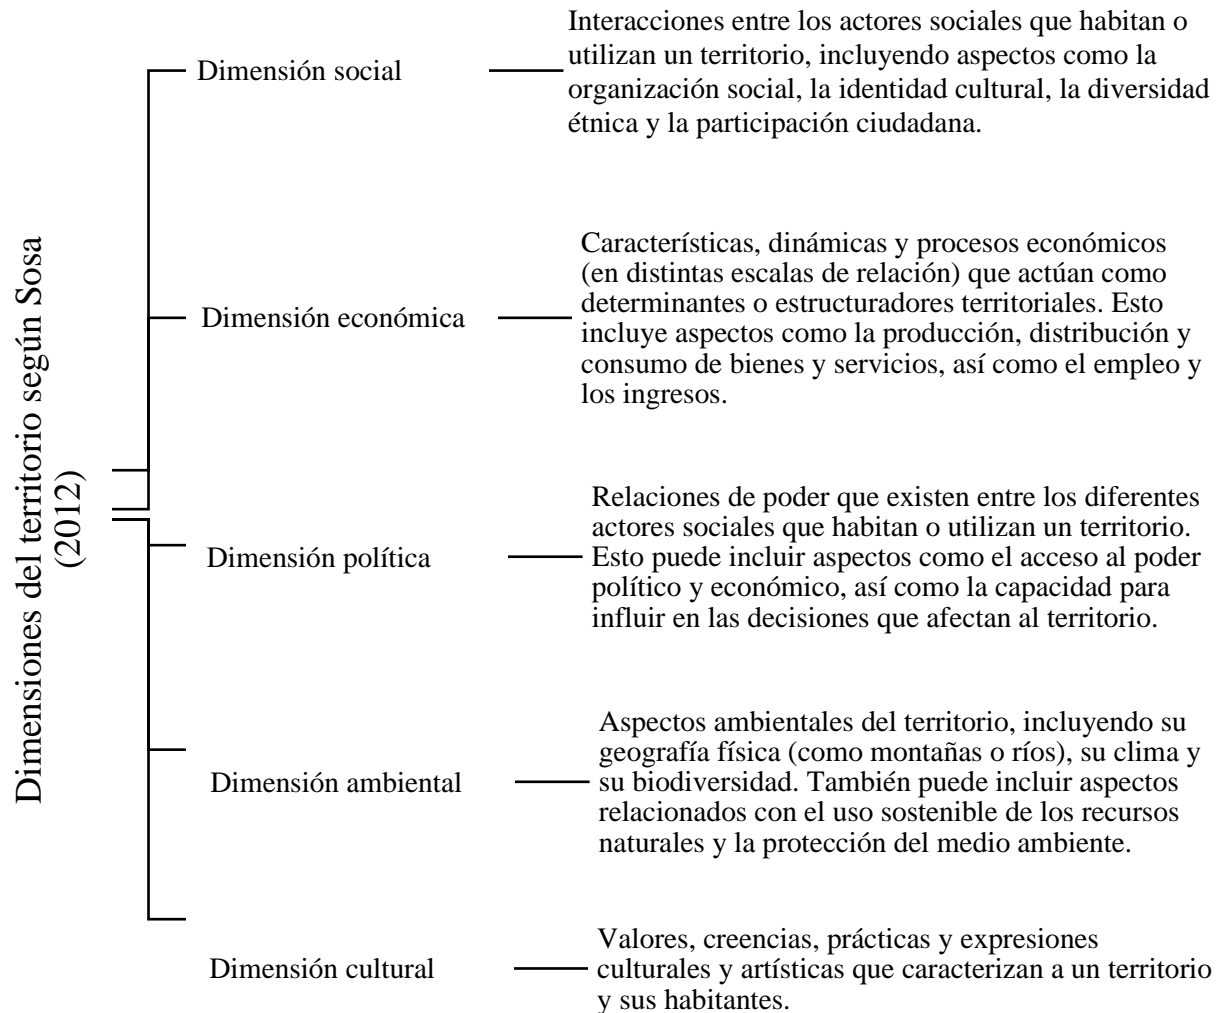 Dimensiones del territorio según Sosa
(2012)
Dimensión social
Interacciones entre los actores sociales que habitan o
utilizan un territorio, incluyendo aspectos como la
organización social, la identidad cultural, la diversidad
étnica y la participación ciudadana.
Dimensión económica
Características, dinámicas y procesos económicos
(en distintas escalas de relación) que actúan como
determinantes o estructuradores territoriales. Esto
incluye aspectos como la producción, distribución y
consumo de bienes y servicios, así como el empleo y
los ingresos.
Dimensión política
Relaciones de poder que existen entre los diferentes
actores sociales que habitan o utilizan un territorio.
Esto puede incluir aspectos como el acceso al poder
político y económico, así como la capacidad para
influir en las decisiones que afectan al territorio.
Dimensión ambiental
Aspectos ambientales del territorio, incluyendo su
geografía física (como montañas o ríos), su clima y
su biodiversidad. También puede incluir aspectos
relacionados con el uso sostenible de los recursos
naturales y la protección del medio ambiente.
Dimensión cultural
Valores, creencias, prácticas y expresiones
culturales y artísticas que caracterizan a un territorio
y sus habitantes.